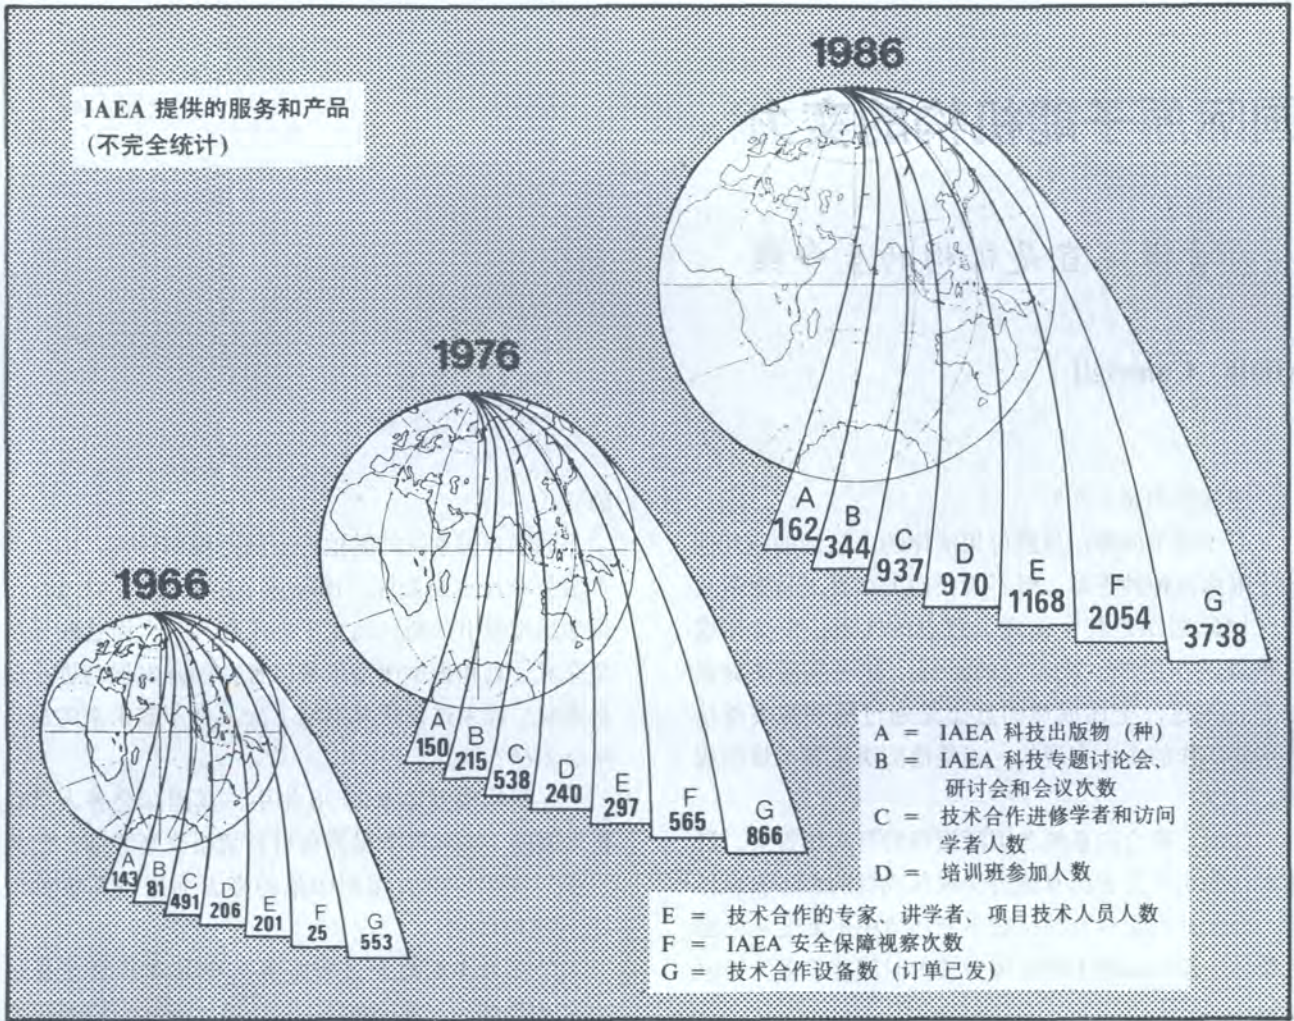 IAEA 提供的服务和产品
(不完全统计)
1986
A
162
B
344
C
937
D
970
E
1168
F
2054
G
3738
1976
A
150
B
215
C
538
D
240
E
297
F
565
G
866
1966
A
143
B
81
C
491
D
206
E
201
F
25
G
553
A = IAEA 科技出版物 (种)
B = IAEA 科技专题讨论会、
研讨会和会议次数
C = 技术合作进修学者和访问
学者人数
D = 培训班参加人数
E = 技术合作的专家、讲学者、项目技术人员人数
F = IAEA 安全保障视察次数
G = 技术合作设备数 (订单已发)